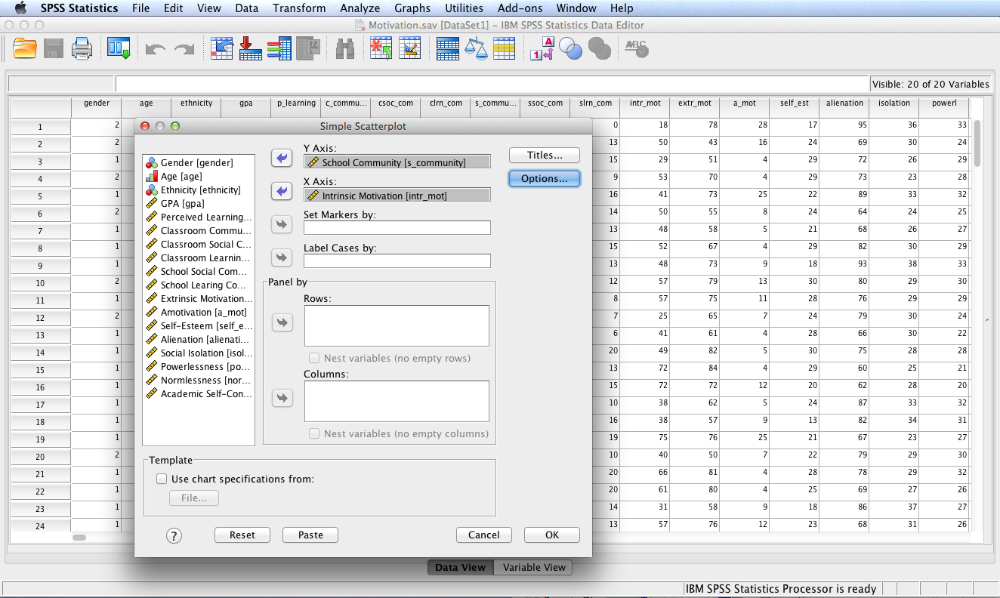 SPSS Statistics File Edit View Data Transform Analyze Graphs Utilities Add-ons Window Help
Motivation.sav [DataSet1] – IBM SPSS Statistics Data Editor
Visible: 20 of 20 Variables
gender age ethnicity gpa p_learning c_commu... csoc_com clrn_com s_commu... ssoc_com slrn_com intr_mot extr_mot a_mot self_est alienation isolation powerl
1 2 0 18 78 28 17 95 36 33
2 2 13 50 43 16 24 69 30 24
3 1 15 29 51 4 29 72 26 29
4 2 9 53 70 4 29 73 23 28
5 1 16 41 73 25 22 89 33 32
6 2 14 50 55 8 24 64 24 25
7 1 13 48 58 5 21 68 26 27
8 1 15 52 67 4 29 82 30 29
9 1 13 48 73 9 18 93 38 33
10 2 12 57 79 13 30 80 29 30
11 1 8 57 75 11 28 76 29 29
12 2 7 25 65 7 24 79 30 24
13 1 6 41 61 4 28 66 30 22
14 1 20 49 82 5 30 75 28 28
15 1 13 72 84 4 29 60 25 21
16 1 15 72 72 12 20 62 28 20
17 1 10 38 62 5 24 87 33 32
18 1 16 38 57 9 13 82 34 31
19 1 19 75 76 25 21 67 23 27
20 2 10 40 50 7 22 79 29 30
21 1 20 66 81 4 28 78 29 32
22 1 20 61 80 4 25 69 27 26
23 1 14 31 58 9 18 86 37 27
24 1 13 57 76 12 23 68 31 26
Simple Scatterplot
Gender [gender]
Age [age]
Ethnicity [ethnicity]
GPA [gpa]
Perceived Learning...
Classroom Commu...
Classroom Social C...
Classroom Learnin...
School Social Com...
School Learing Co...
Extrinsic Motivation...
Amotivation [a_mot]
Self-Esteem [self_e...
Alienation [alienati...
Social Isolation [isol...
Powerlessness [po...
Normlessness [nor...
Academic Self-Con...
Y Axis:
School Community [s_community]
X Axis:
Intrinsic Motivation [intr_mot]
Set Markers by:
Label Cases by:
Panel by
Rows:
Nest variables (no empty rows)
Columns:
Nest variables (no empty columns)
Titles...
Options...
Template
Use chart specifications from:
File...
? Reset Paste Cancel OK
Data View Variable View
IBM SPSS Statistics Processor is ready